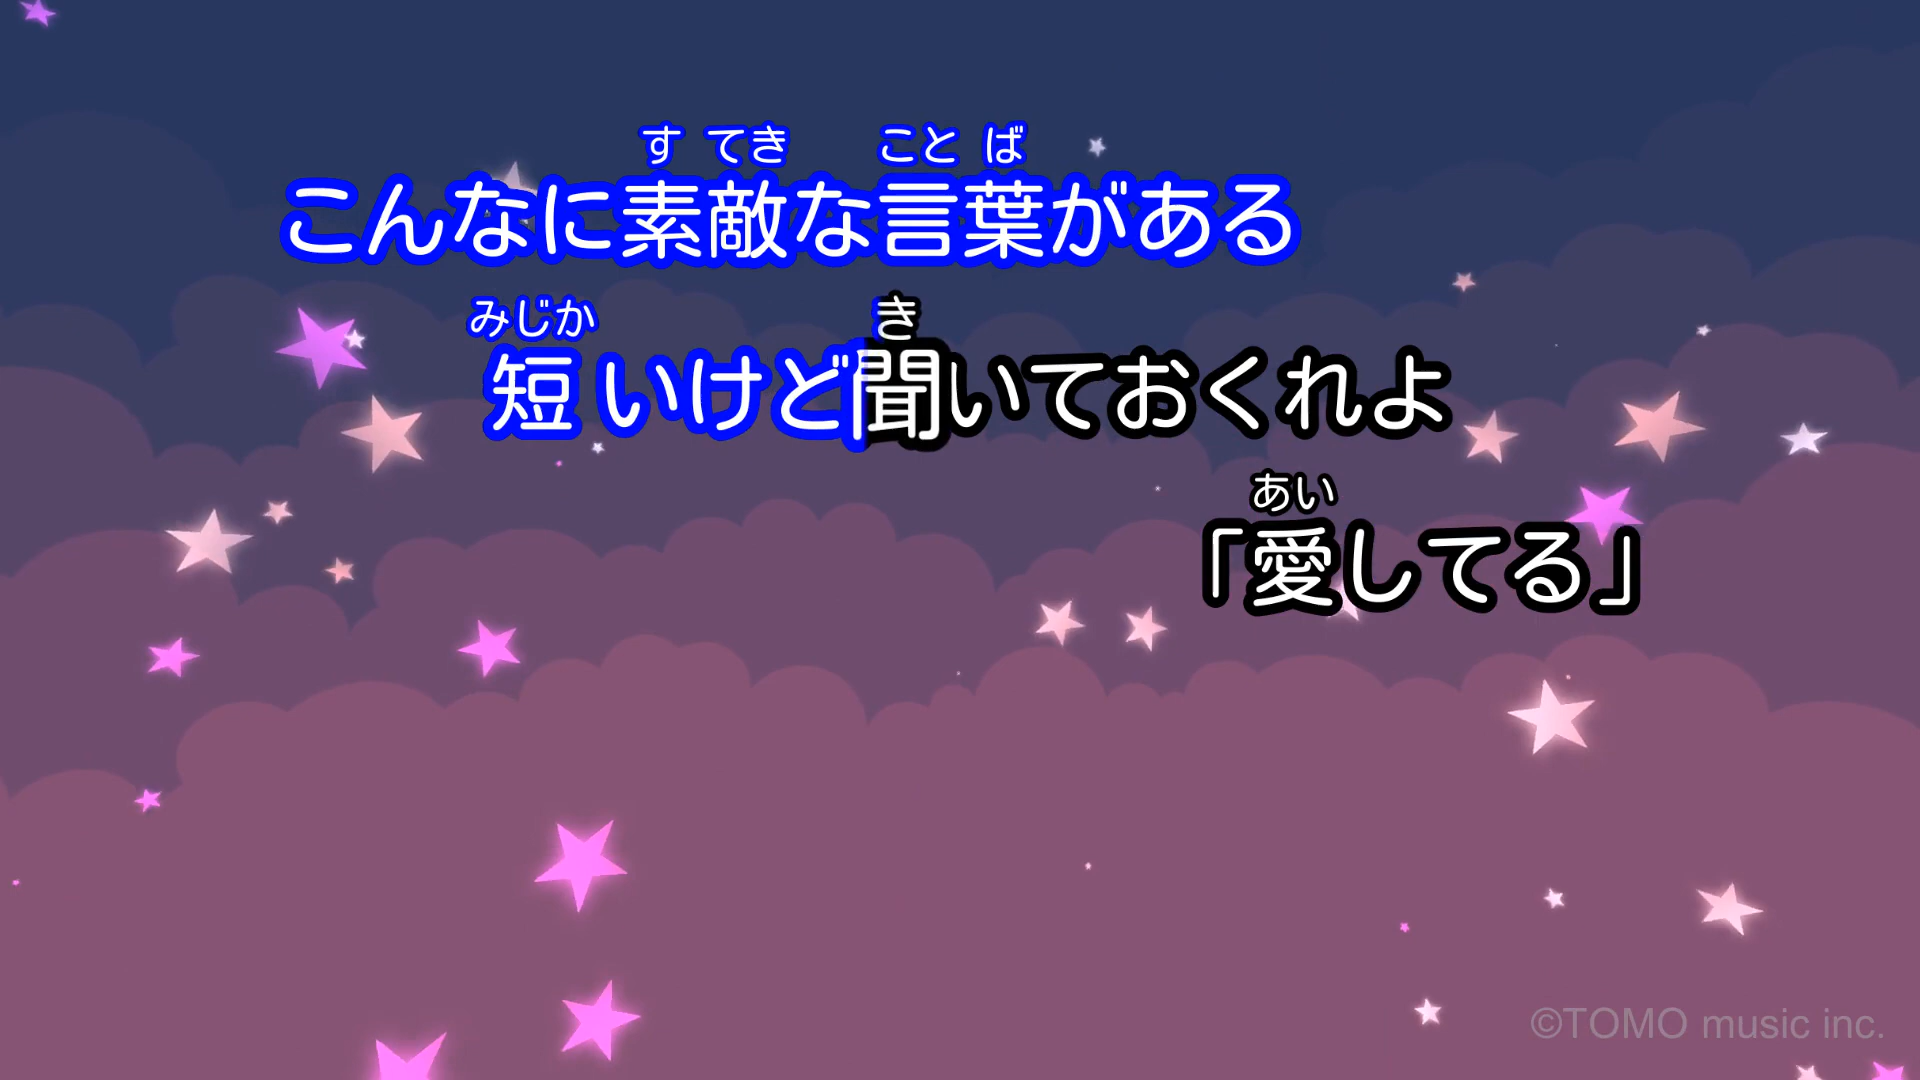 す てき こと ば
こんなに素敵な言葉がある
みじか き
短いけど聞いておくれよ
あい
「愛してる」
©TOMO music inc.